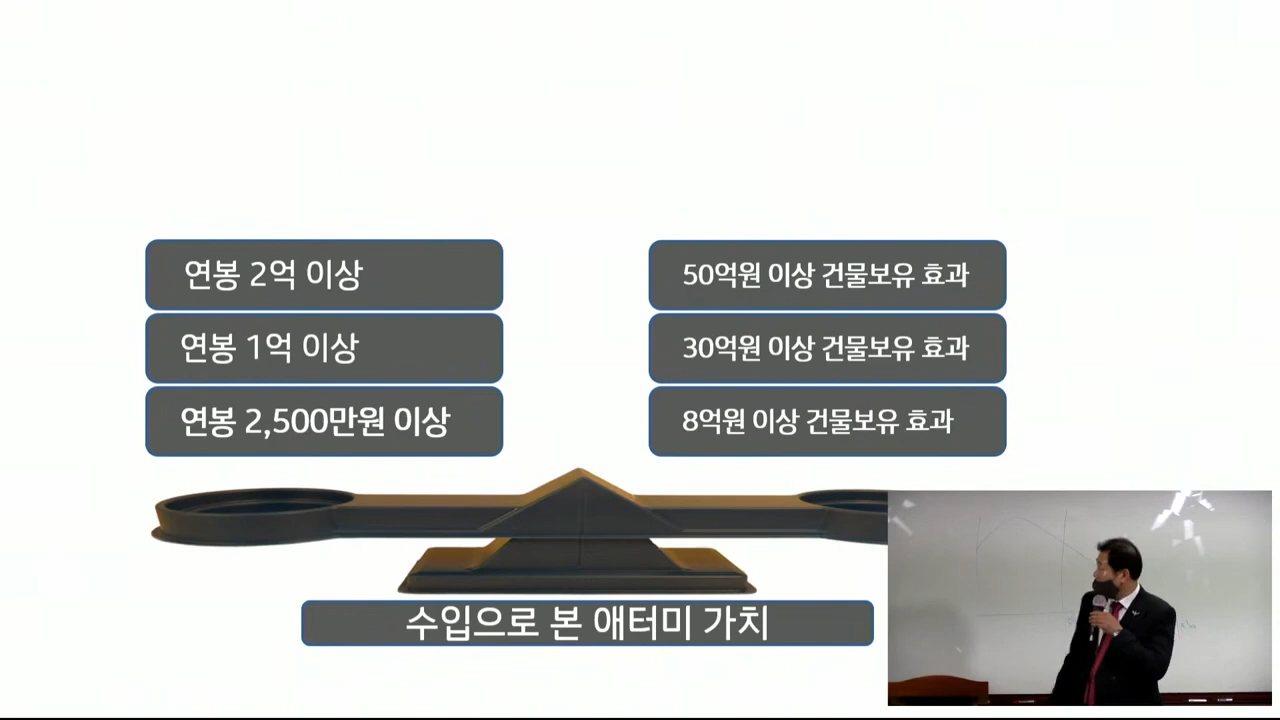 연봉 2억 이상
50억원 이상 건물보유 효과
연봉 1억 이상
30억원 이상 건물보유 효과
연봉 2,500만원 이상
8억원 이상 건물보유 효과
수입으로 본 애터미 가치